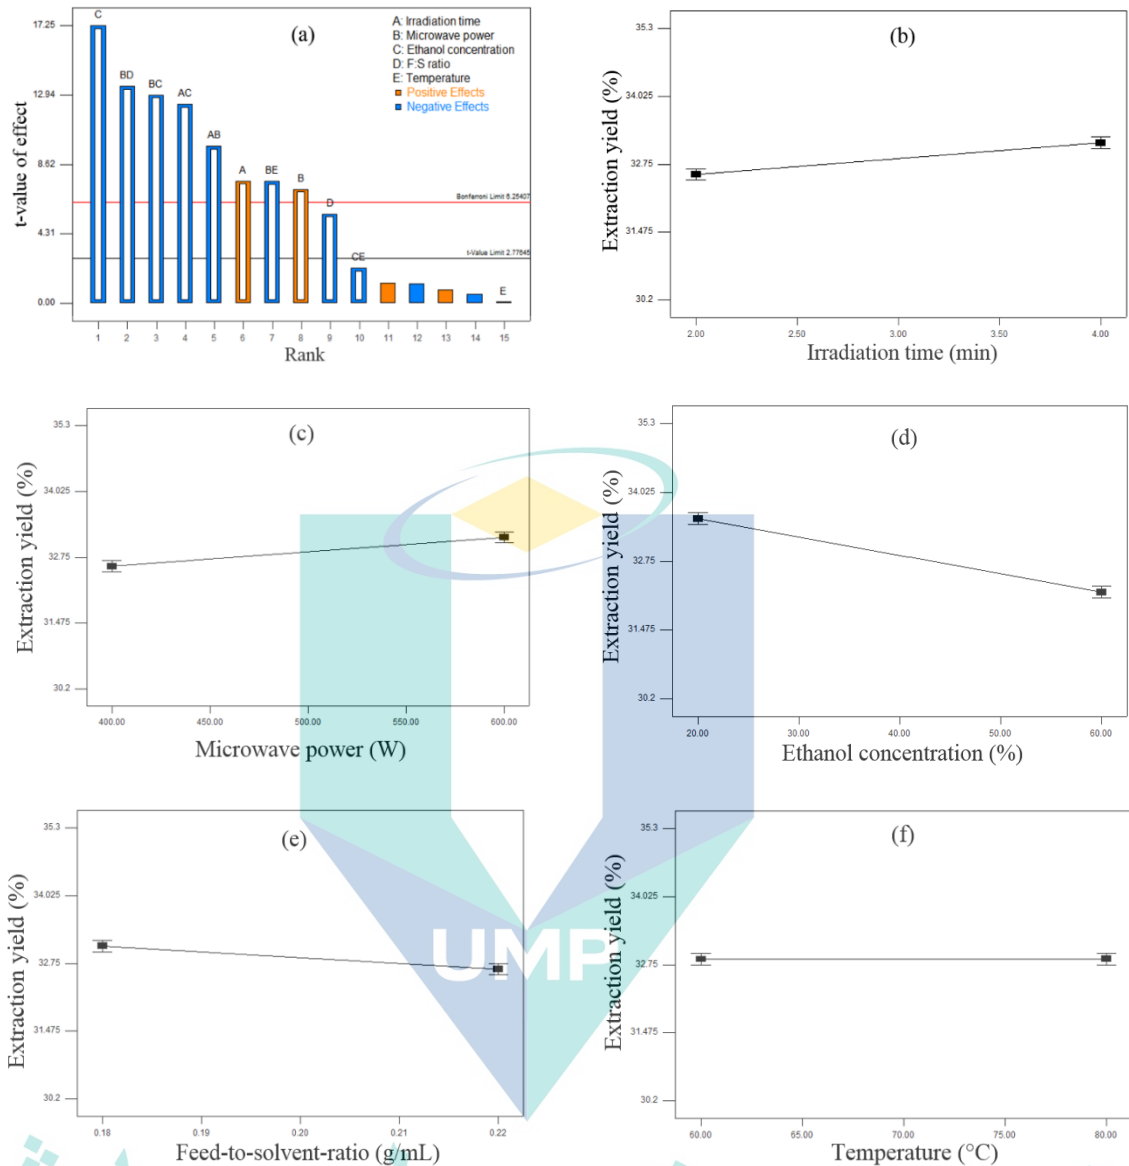 (a)
17.25
12.94
8.62
4.31
0.00
t-value of effect
C
BD
BC
AC
AB
A
BE
B
D
CE
E
A: Irradiation time
B: Microwave power
C: Ethanol concentration
D: F:S ratio
E: Temperature
Positive Effects
Negative Effects
Bonferroni Limit 6.25407
t-Value Limit 2.77645
1 2 3 4 5 6 7 8 9 10 11 12 13 14 15
Rank
(b)
35.3
34.025
32.75
31.475
30.2
Extraction yield (%)
2.00 2.50 3.00 3.50 4.00
Irradiation time (min)
(c)
35.3
34.025
32.75
31.475
30.2
Extraction yield (%)
400.00 450.00 500.00 550.00 600.00
Microwave power (W)
(d)
35.3
34.025
32.75
31.475
30.2
Extraction yield (%)
20.00 30.00 40.00 50.00 60.00
Ethanol concentration (%)
(e)
35.3
34.025
32.75
31.475
30.2
Extraction yield (%)
0.18 0.19 0.20 0.21 0.22
Feed-to-solvent-ratio (g/mL)
(f)
35.3
34.025
32.75
31.475
30.2
Extraction yield (%)
60.00 65.00 70.00 75.00 80.00
Temperature (°C)
UMP